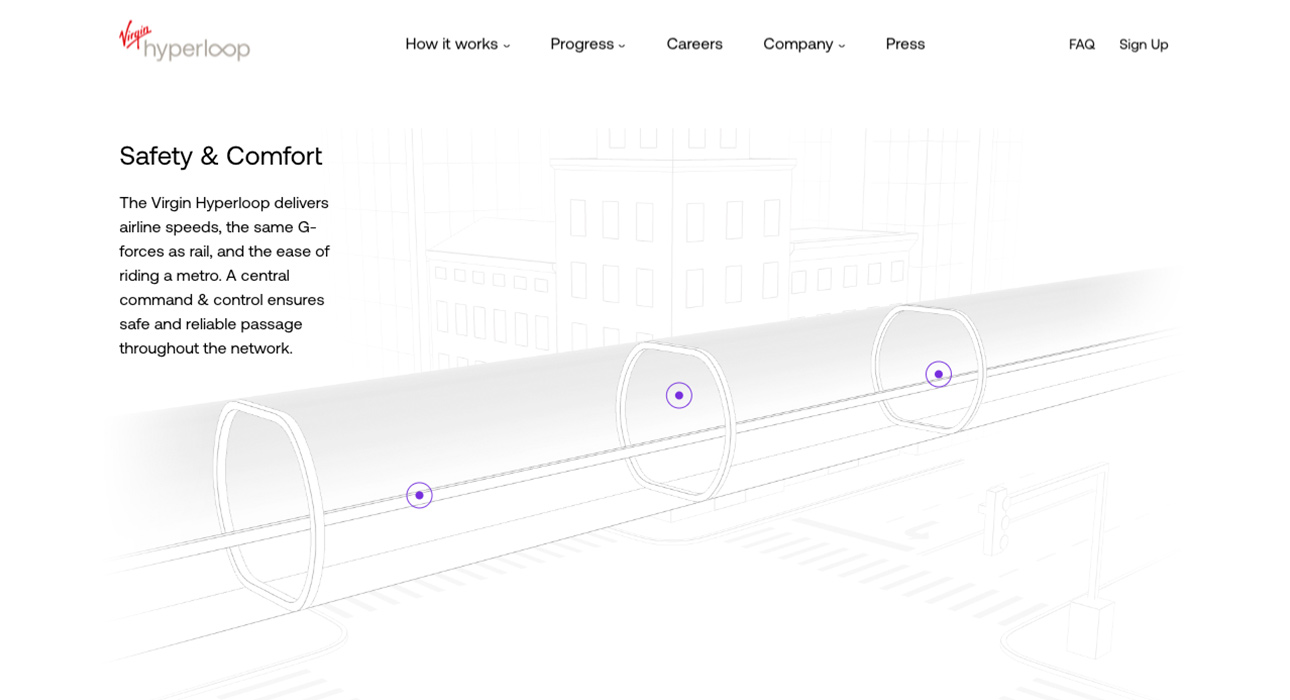 Virgin
hyperloop
How it works
Progress
Careers
Company
Press
FAQ
Sign Up
Safety & Comfort
The Virgin Hyperloop delivers
airline speeds, the same G-
forces as rail, and the ease of
riding a metro. A central
command & control ensures
safe and reliable passage
throughout the network.